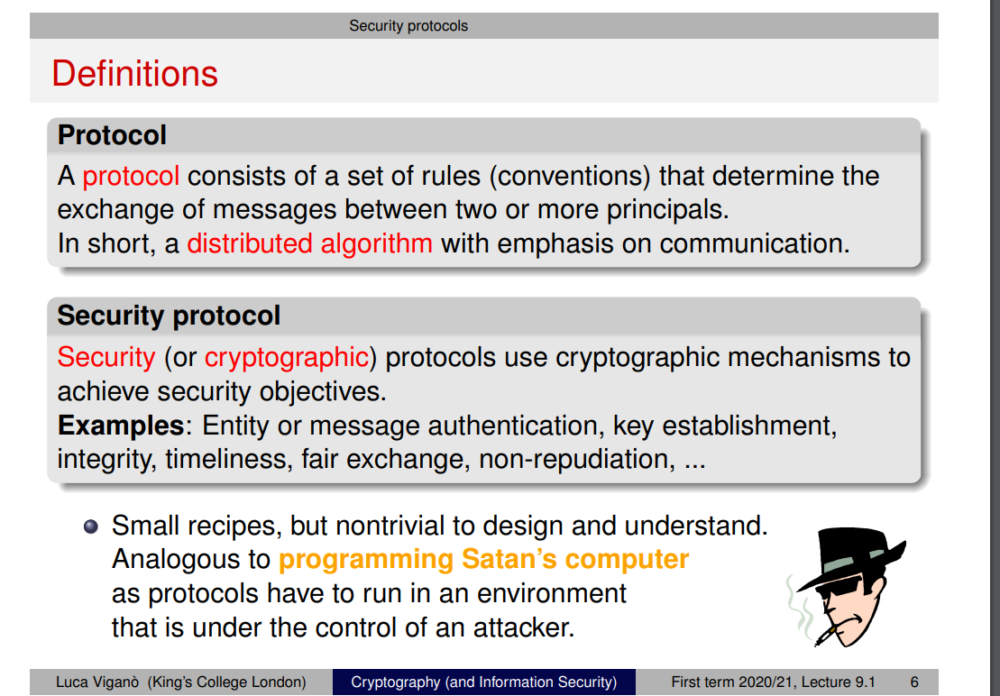 Security protocols
Definitions
Protocol
A protocol consists of a set of rules (conventions) that determine the
exchange of messages between two or more principals.
In short, a distributed algorithm with emphasis on communication.
Security protocol
Security (or cryptographic) protocols use cryptographic mechanisms to
achieve security objectives.
Examples: Entity or message authentication, key establishment,
integrity, timeliness, fair exchange, non-repudiation, ...
Small recipes, but nontrivial to design and understand.
Analogous to programming Satan's computer
as protocols have to run in an environment
that is under the control of an attacker.
Luca Viganò (King's College London) Cryptography (and Information Security) First term 2020/21, Lecture 9.1 6